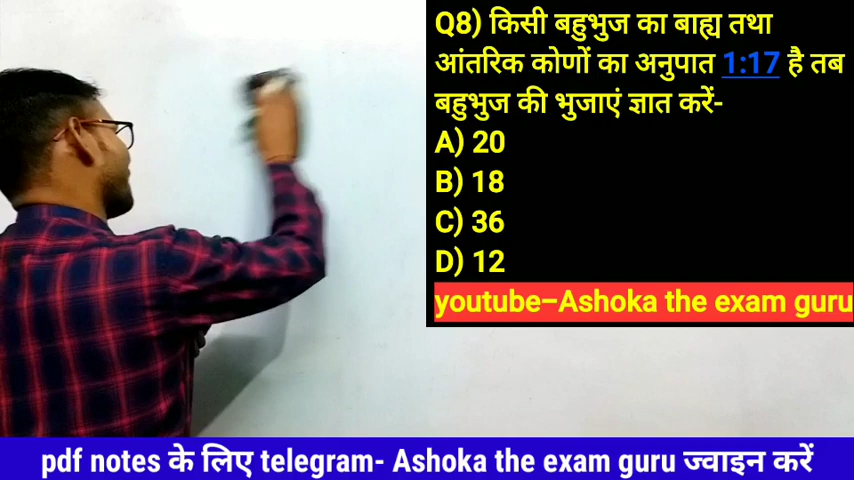 Q8) किसी बहुभुज का बाह्य तथा
आंतरिक कोणों का अनुपात 1:17 है तब
बहुभुज की भुजाएं ज्ञात करें-
A) 20
B) 18
C) 36
D) 12
youtube–Ashoka the exam guru
pdf notes के लिए telegram- Ashoka the exam guru ज्वाइन करें